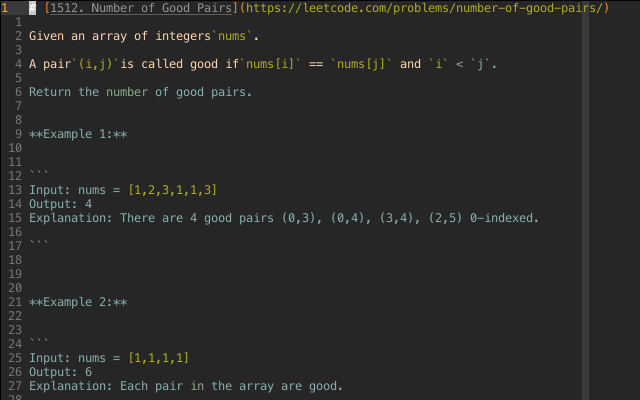 1 # [1512. Number of Good Pairs](https://leetcode.com/problems/number-of-good-pairs/)
1
2 Given an array of integers`nums`.
3
4 A pair`(i,j)`is called good if`nums[i]` == `nums[j]` and `i` < `j`.
5
6 Return the number of good pairs.
7
8
9 **Example 1:**
10
11
12 ```
13 Input: nums = [1,2,3,1,1,3]
14 Output: 4
15 Explanation: There are 4 good pairs (0,3), (0,4), (3,4), (2,5) 0-indexed.
16
17 ```
18
19
20
21 **Example 2:**
22
23
24 ```
25 Input: nums = [1,1,1,1]
26 Output: 6
27 Explanation: Each pair in the array are good.
28